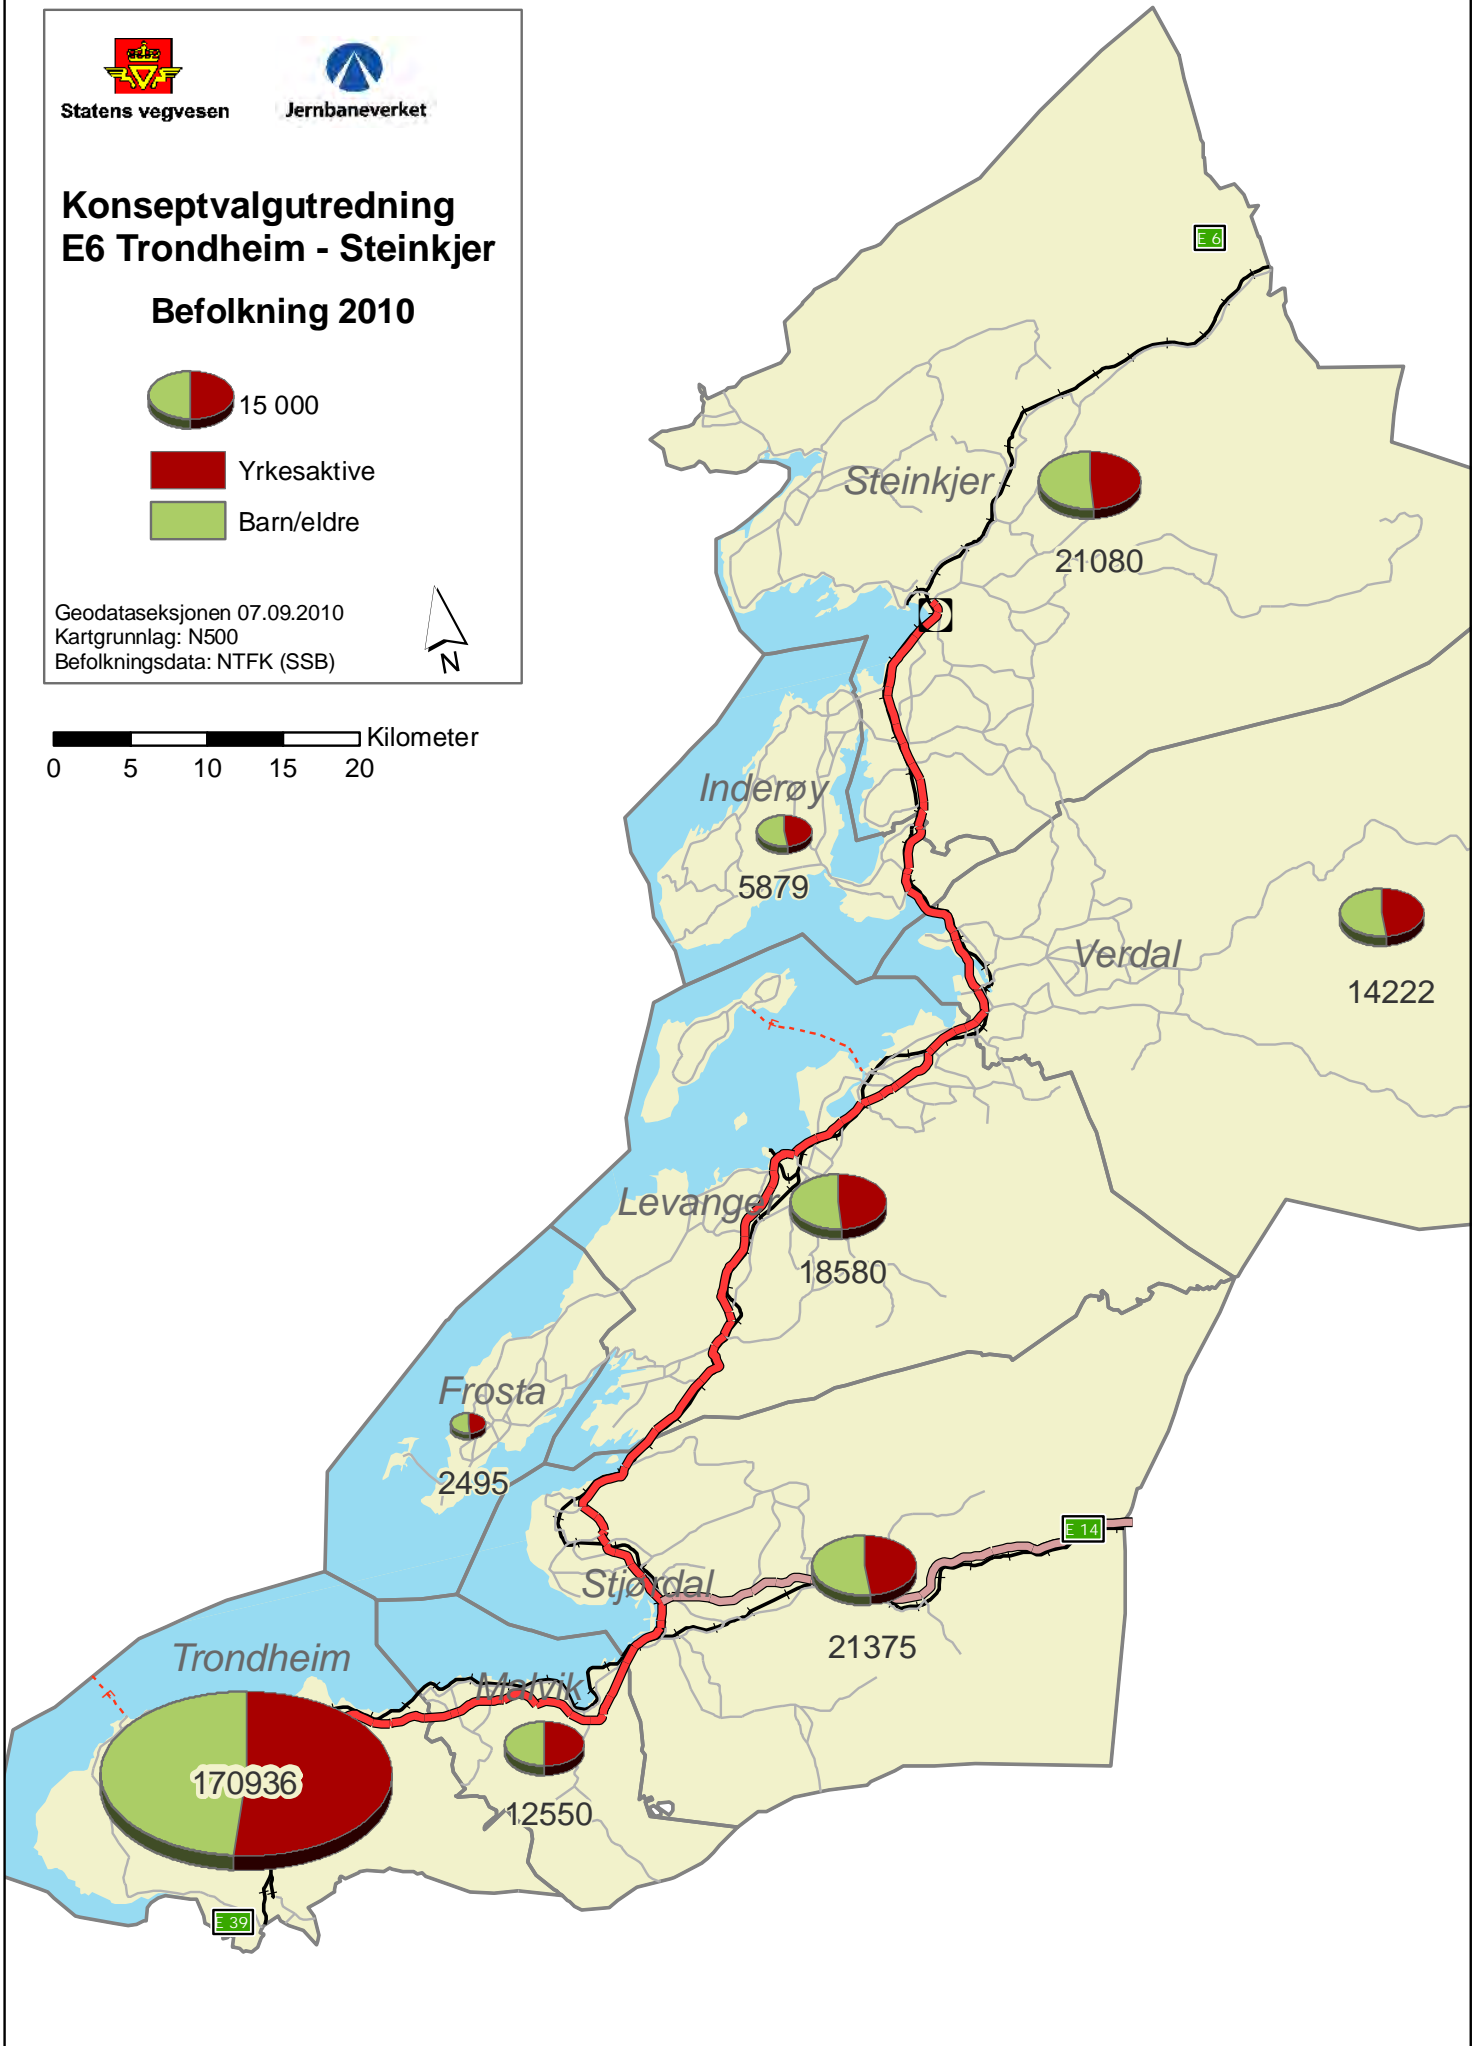 Statens vegvesen
Jernbaneverket
Konseptvalgutredning
E6 Trondheim - Steinkjer
Befolkning 2010
15 000
Yrkesaktive
Barn/eldre
Geodataseksjonen 07.09.2010
Kartgrunnlag: N500
Befolkningsdata: NTFK (SSB)
N
Kilometer
0 5 10 15 20
E 6
Steinkjer
21080
Inderøy
5879
Verdal
14222
Levanger
18580
Frosta
2495
E 14
Stjørdal
21375
Trondheim
170936
Malvik
12550
E 39